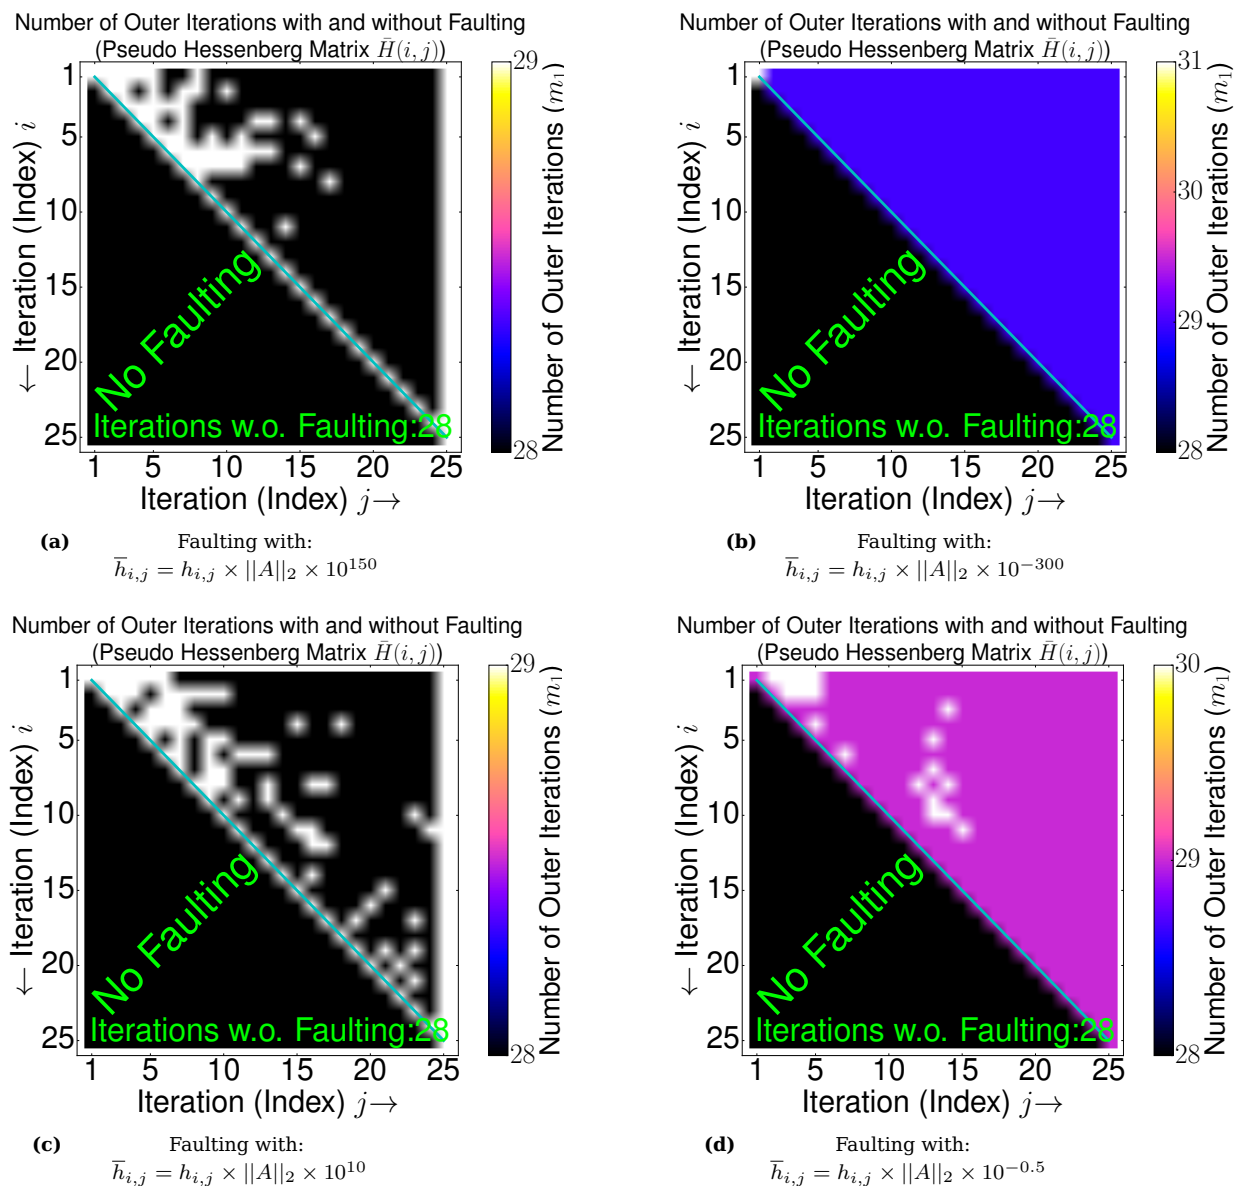 Number of Outer Iterations with and without Faulting
(Pseudo Hessenberg Matrix H̄(i, j))
1
5
10
15
20
25
← Iteration (Index) i
No Faulting
Iterations w.o. Faulting:28
1 5 10 15 20 25
Iteration (Index) j→
29
28
Number of Outer Iterations (m₁)
(a) Faulting with:
h̅ᵢ,ⱼ = hᵢ,ⱼ × ||A||₂ × 10¹⁵⁰
Number of Outer Iterations with and without Faulting
(Pseudo Hessenberg Matrix H̄(i, j))
1
5
10
15
20
25
← Iteration (Index) i
No Faulting
Iterations w.o. Faulting:28
1 5 10 15 20 25
Iteration (Index) j→
31
30
29
28
Number of Outer Iterations (m₁)
(b) Faulting with:
h̅ᵢ,ⱼ = hᵢ,ⱼ × ||A||₂ × 10⁻³⁰⁰
Number of Outer Iterations with and without Faulting
(Pseudo Hessenberg Matrix H̄(i, j))
1
5
10
15
20
25
← Iteration (Index) i
No Faulting
Iterations w.o. Faulting:28
1 5 10 15 20 25
Iteration (Index) j→
29
28
Number of Outer Iterations (m₁)
(c) Faulting with:
h̅ᵢ,ⱼ = hᵢ,ⱼ × ||A||₂ × 10¹⁰
Number of Outer Iterations with and without Faulting
(Pseudo Hessenberg Matrix H̄(i, j))
1
5
10
15
20
25
← Iteration (Index) i
No Faulting
Iterations w.o. Faulting:28
1 5 10 15 20 25
Iteration (Index) j→
30
29
28
Number of Outer Iterations (m₁)
(d) Faulting with:
h̅ᵢ,ⱼ = hᵢ,ⱼ × ||A||₂ × 10⁻⁰·⁵